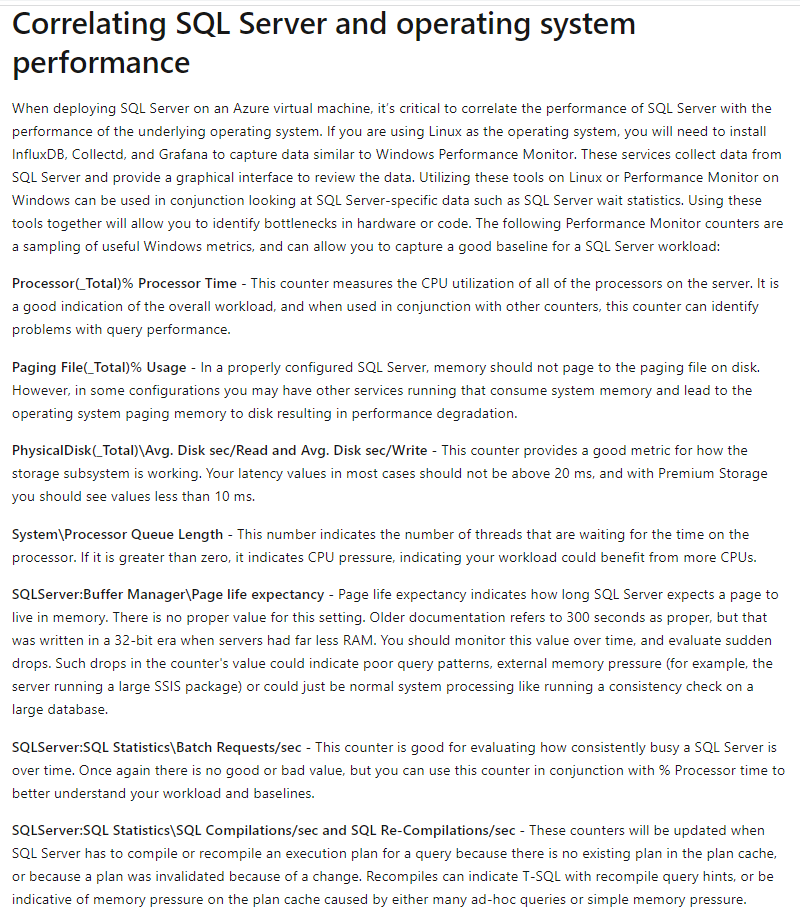 Correlating SQL Server and operating system
performance
When deploying SQL Server on an Azure virtual machine, it's critical to correlate the performance of SQL Server with the
performance of the underlying operating system. If you are using Linux as the operating system, you will need to install
InfluxDB, Collectd, and Grafana to capture data similar to Windows Performance Monitor. These services collect data from
SQL Server and provide a graphical interface to review the data. Utilizing these tools on Linux or Performance Monitor on
Windows can be used in conjunction looking at SQL Server-specific data such as SQL Server wait statistics. Using these
tools together will allow you to identify bottlenecks in hardware or code. The following Performance Monitor counters are
a sampling of useful Windows metrics, and can allow you to capture a good baseline for a SQL Server workload:
Processor(_Total)% Processor Time - This counter measures the CPU utilization of all of the processors on the server. It is
a good indication of the overall workload, and when used in conjunction with other counters, this counter can identify
problems with query performance.
Paging File(_Total)% Usage - In a properly configured SQL Server, memory should not page to the paging file on disk.
However, in some configurations you may have other services running that consume system memory and lead to the
operating system paging memory to disk resulting in performance degradation.
PhysicalDisk(_Total)\Avg. Disk sec/Read and Avg. Disk sec/Write - This counter provides a good metric for how the
storage subsystem is working. Your latency values in most cases should not be above 20 ms, and with Premium Storage
you should see values less than 10 ms.
System\Processor Queue Length - This number indicates the number of threads that are waiting for the time on the
processor. If it is greater than zero, it indicates CPU pressure, indicating your workload could benefit from more CPUs.
SQLServer:Buffer Manager\Page life expectancy - Page life expectancy indicates how long SQL Server expects a page to
live in memory. There is no proper value for this setting. Older documentation refers to 300 seconds as proper, but that
was written in a 32-bit era when servers had far less RAM. You should monitor this value over time, and evaluate sudden
drops. Such drops in the counter's value could indicate poor query patterns, external memory pressure (for example, the
server running a large SSIS package) or could just be normal system processing like running a consistency check on a
large database.
SQLServer:SQL Statistics\Batch Requests/sec - This counter is good for evaluating how consistently busy a SQL Server is
over time. Once again there is no good or bad value, but you can use this counter in conjunction with % Processor time to
better understand your workload and baselines.
SQLServer:SQL Statistics\SQL Compilations/sec and SQL Re-Compilations/sec - These counters will be updated when
SQL Server has to compile or recompile an execution plan for a query because there is no existing plan in the plan cache,
or because a plan was invalidated because of a change. Recompiles can indicate T-SQL with recompile query hints, or be
indicative of memory pressure on the plan cache caused by either many ad-hoc queries or simple memory pressure.